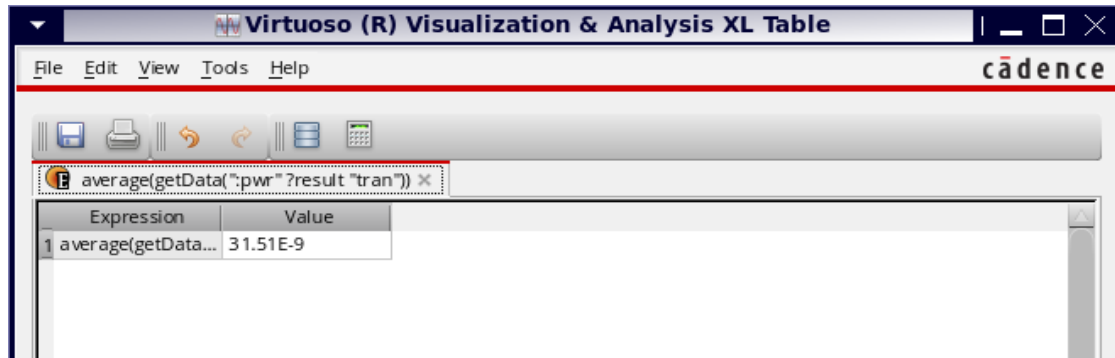 Virtuoso (R) Visualization & Analysis XL Table
File Edit View Tools Help
cādence
average(getData(":pwr" ?result "tran"))
Expression Value
1 average(getData... 31.51E-9